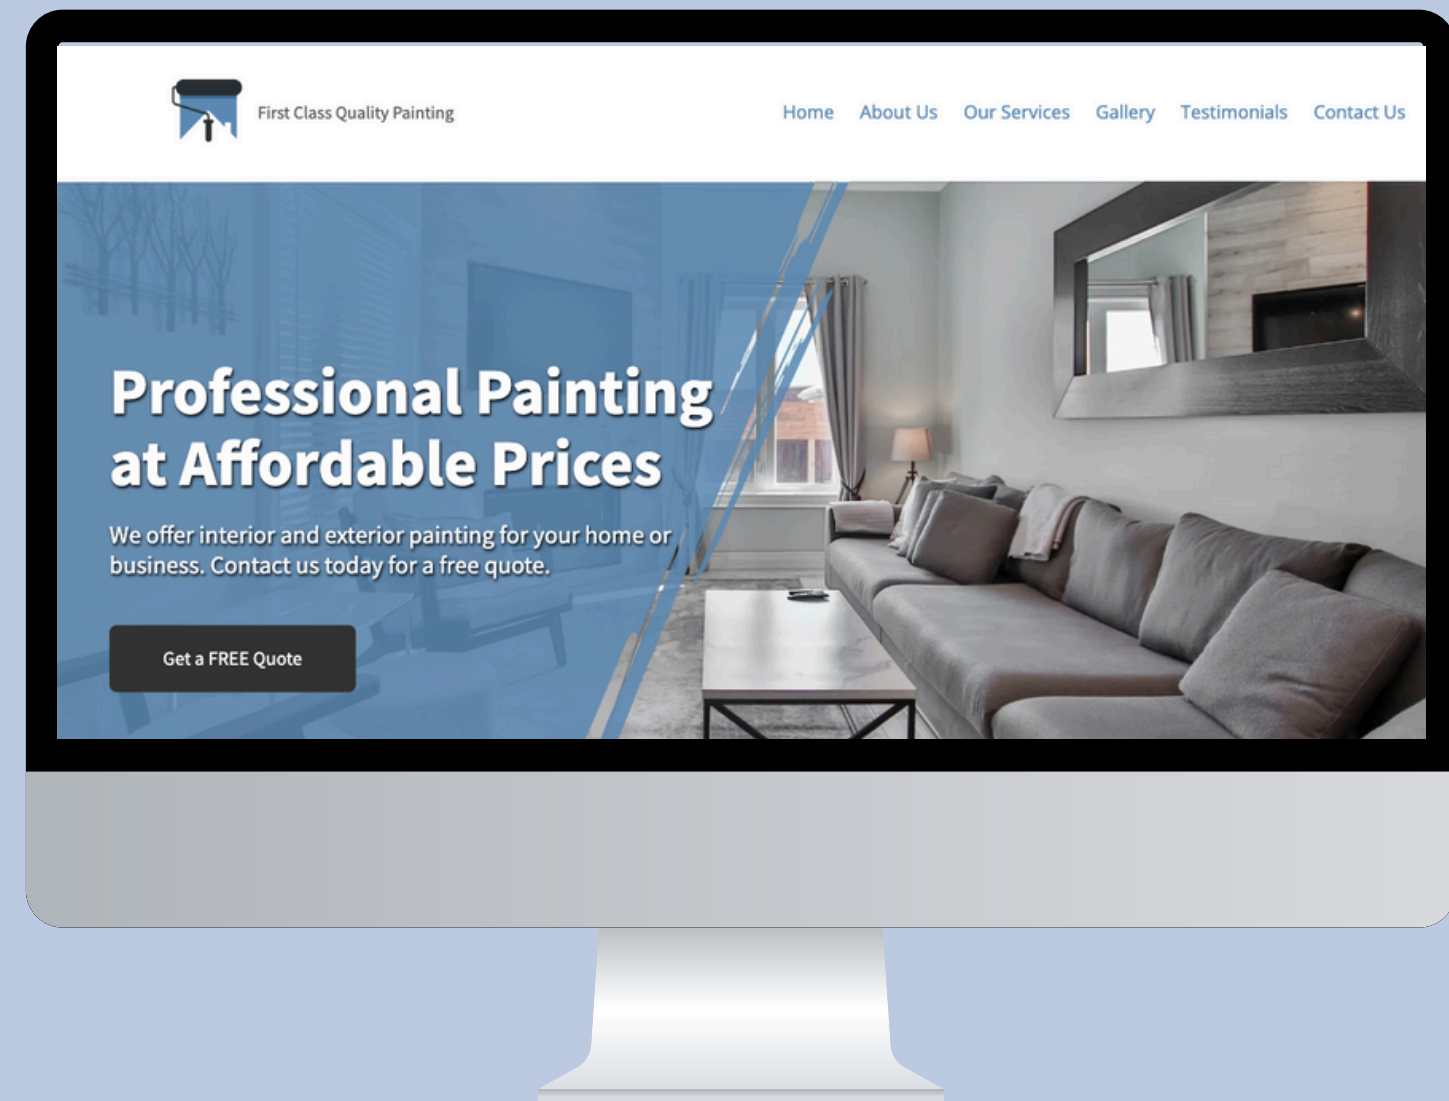 First Class Quality Painting
Home About Us Our Services Gallery Testimonials Contact Us
Professional Painting
at Affordable Prices
We offer interior and exterior painting for your home or
business. Contact us today for a free quote.
Get a FREE Quote